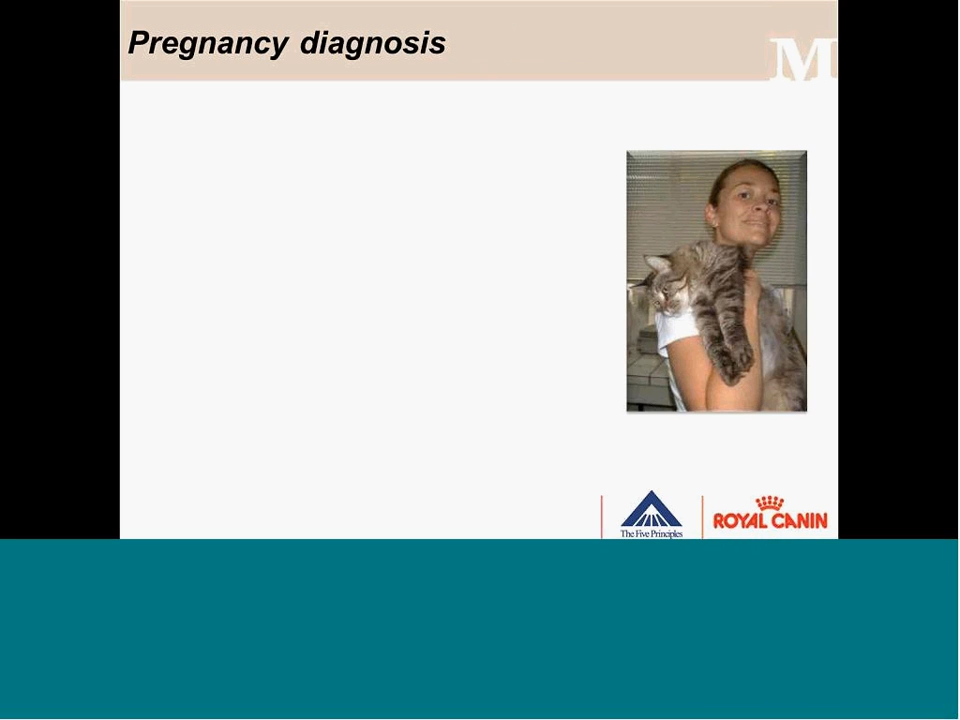 Pregnancy diagnosis
M
The Five Principles
ROYAL CANIN